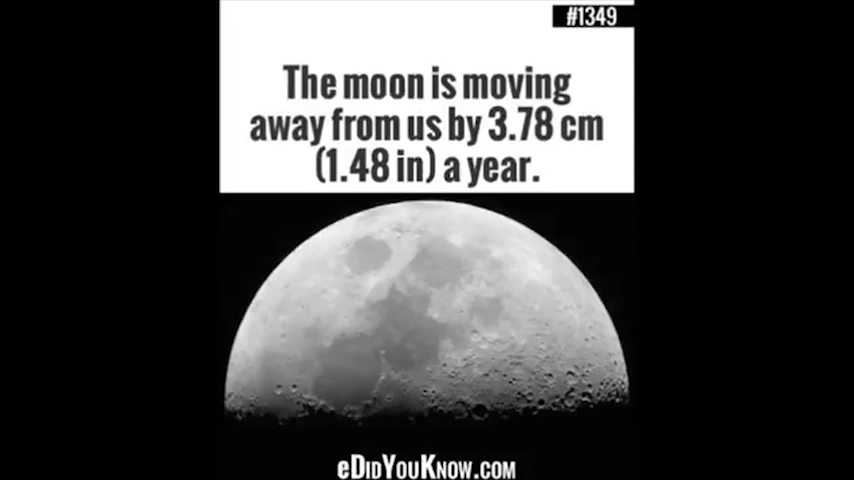 #1349
The moon is moving
away from us by 3.78 cm
(1.48 in) a year.
eDidYouKnow.com